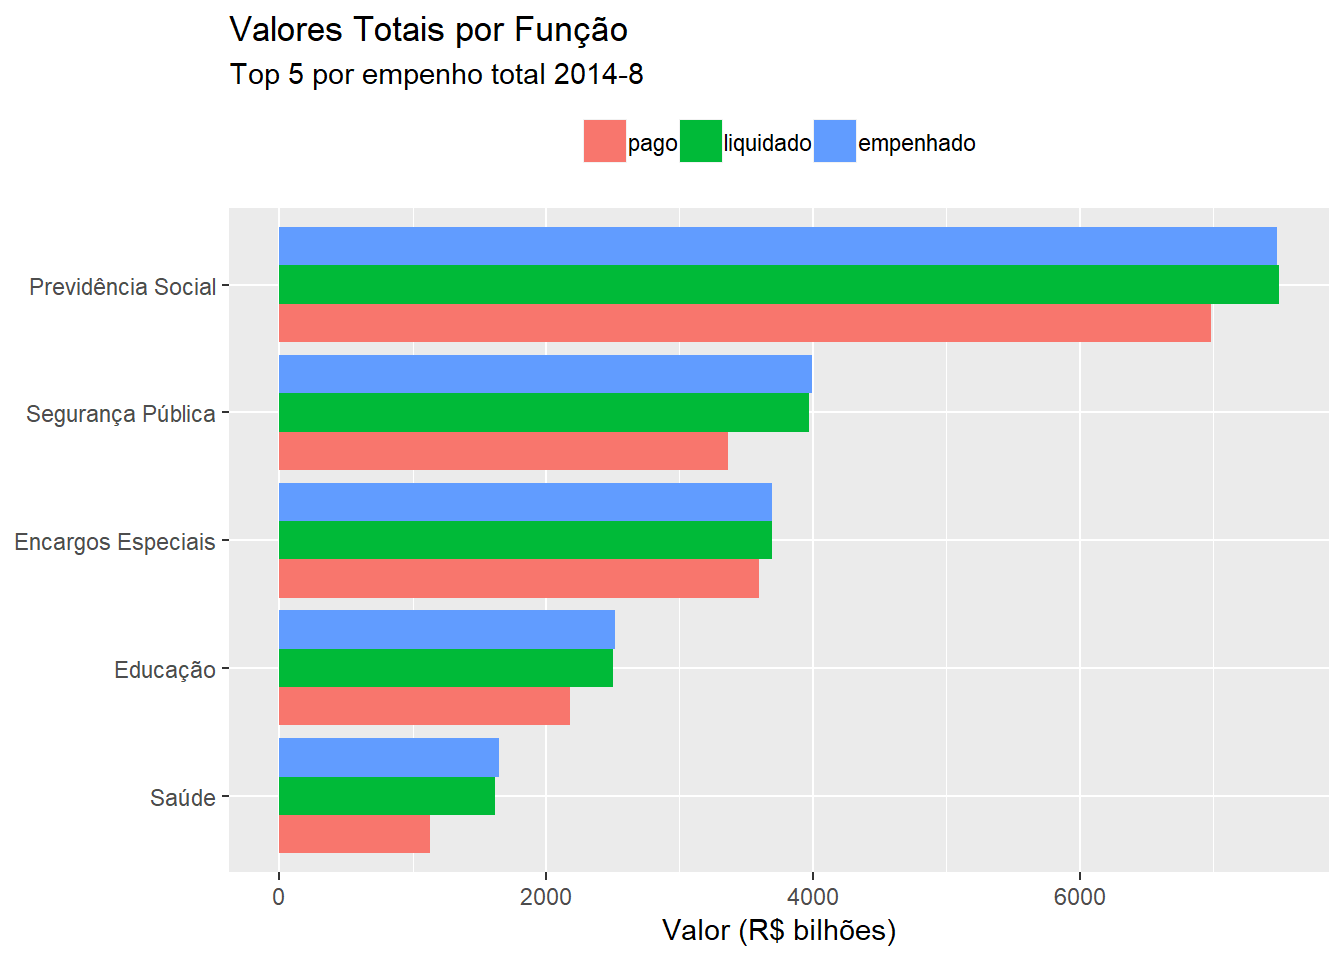 Valores Totais por Função
Top 5 por empenho total 2014-8
pago liquidado empenhado
Previdência Social
Segurança Pública
Encargos Especiais
Educação
Saúde
0 2000 4000 6000
Valor (R$ bilhões)